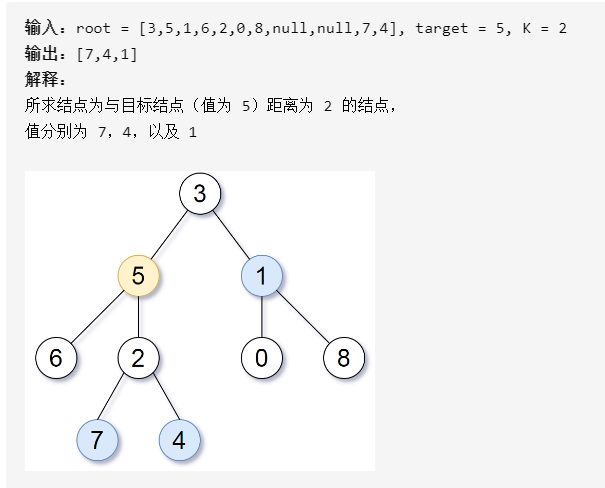 输入：root = [3,5,1,6,2,0,8,null,null,7,4], target = 5, K = 2
输出：[7,4,1]
解释：
所求结点为与目标结点（值为 5）距离为 2 的结点，
值分别为 7，4，以及 1
3
5 1
6 2 0 8
7 4